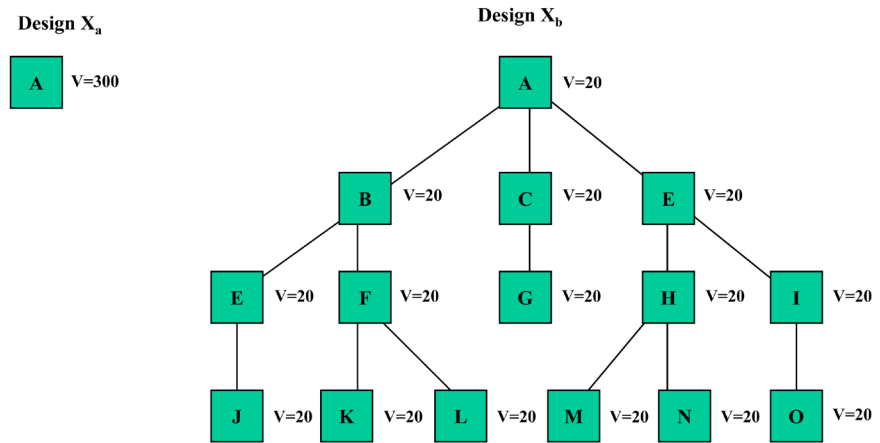 Design Xa
Design Xb
A V=300
A V=20
B V=20
C V=20
E V=20
E V=20
F V=20
G V=20
H V=20
I V=20
J V=20
K V=20
L V=20
M V=20
N V=20
O V=20